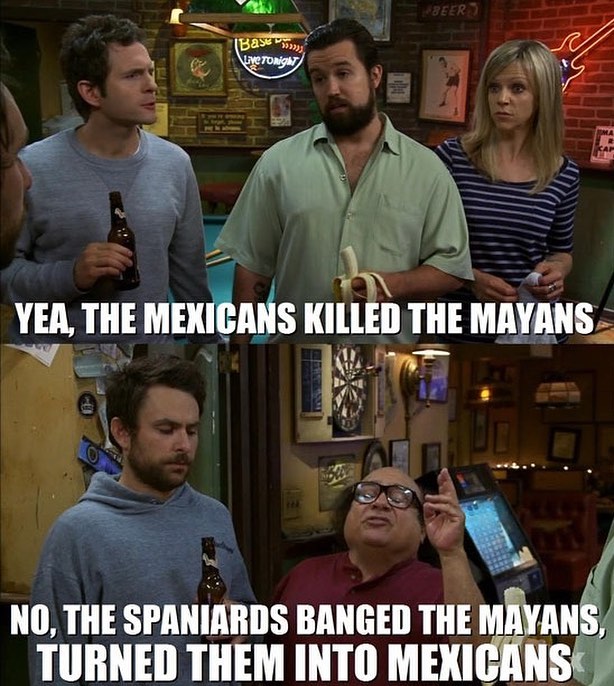 BEER
Base
Live Tonight
YEA, THE MEXICANS KILLED THE MAYANS
NO, THE SPANIARDS BANGED THE MAYANS,
TURNED THEM INTO MEXICANS